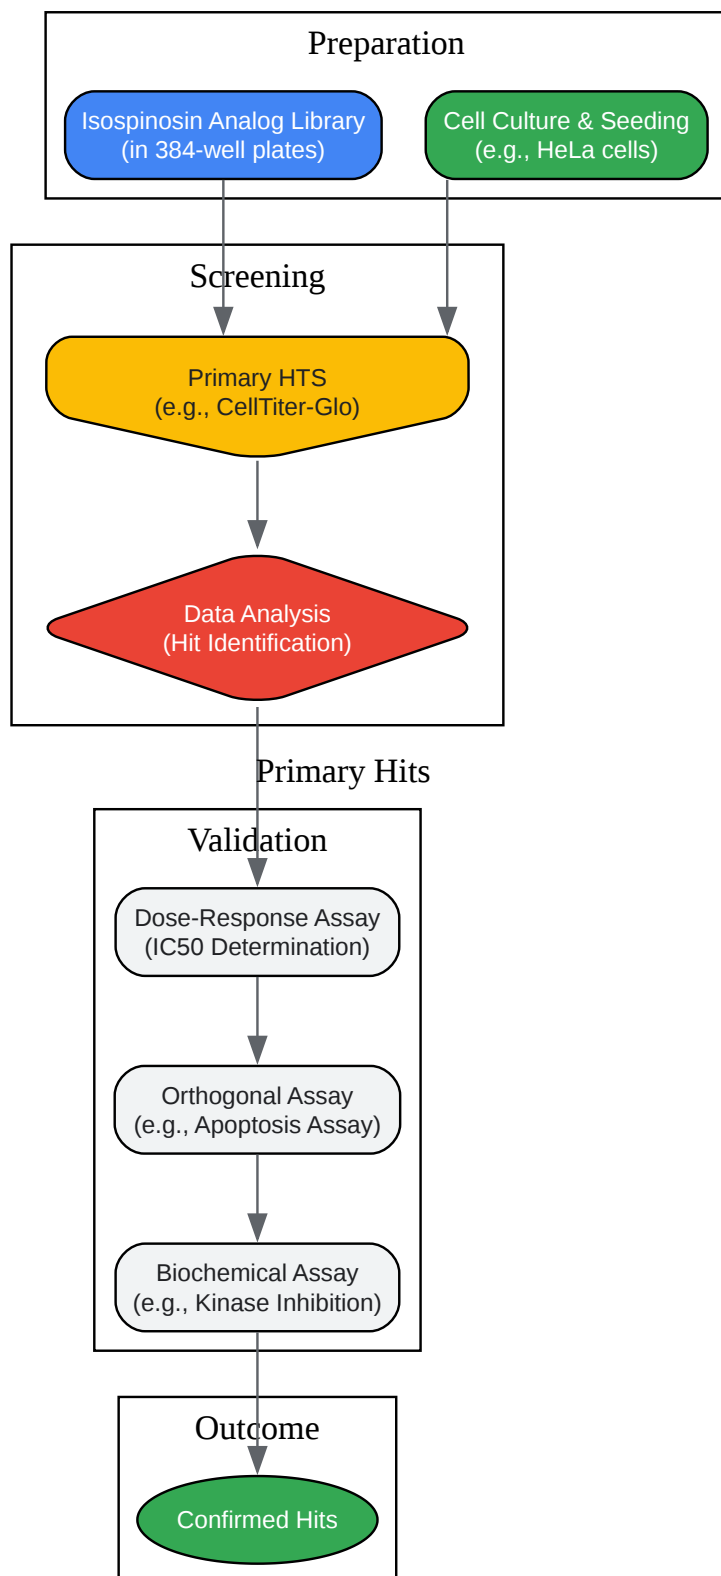 Preparation
Isospinosin Analog Library
(in 384-well plates)
Cell Culture & Seeding
(e.g., HeLa cells)
Screening
Primary HTS
(e.g., CellTiter-Glo)
Data Analysis
(Hit Identification)
Primary Hits
Validation
Dose-Response Assay
(IC50 Determination)
Orthogonal Assay
(e.g., Apoptosis Assay)
Biochemical Assay
(e.g., Kinase Inhibition)
Outcome
Confirmed Hits